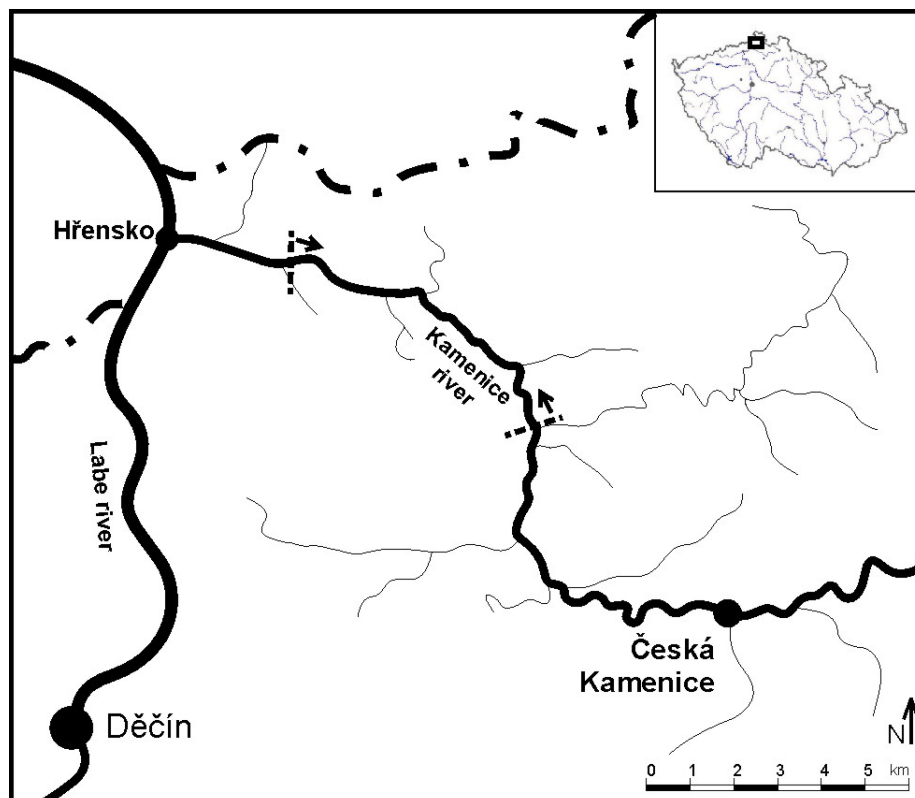 Hřensko
Kamenice
river
Labe river
Česká
Kamenice
Děčín
N
0 1 2 3 4 5 km